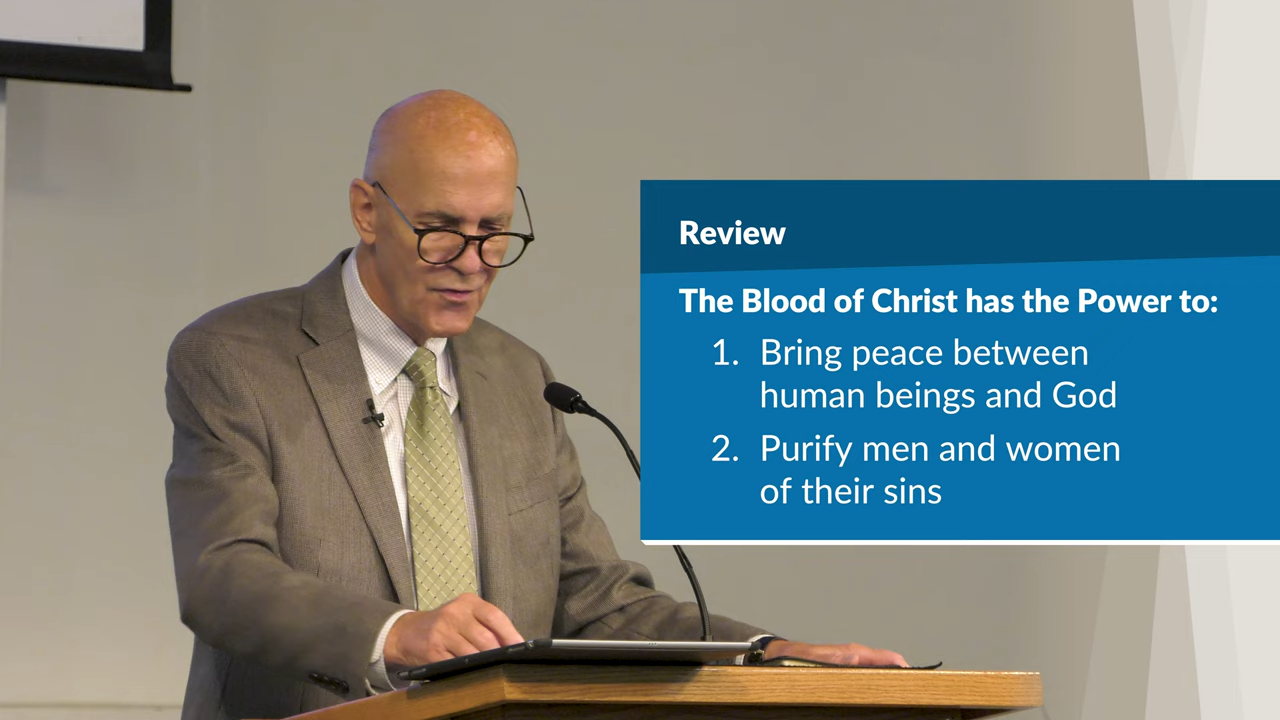 Review
The Blood of Christ has the Power to:
1. Bring peace between
human beings and God
2. Purify men and women
of their sins